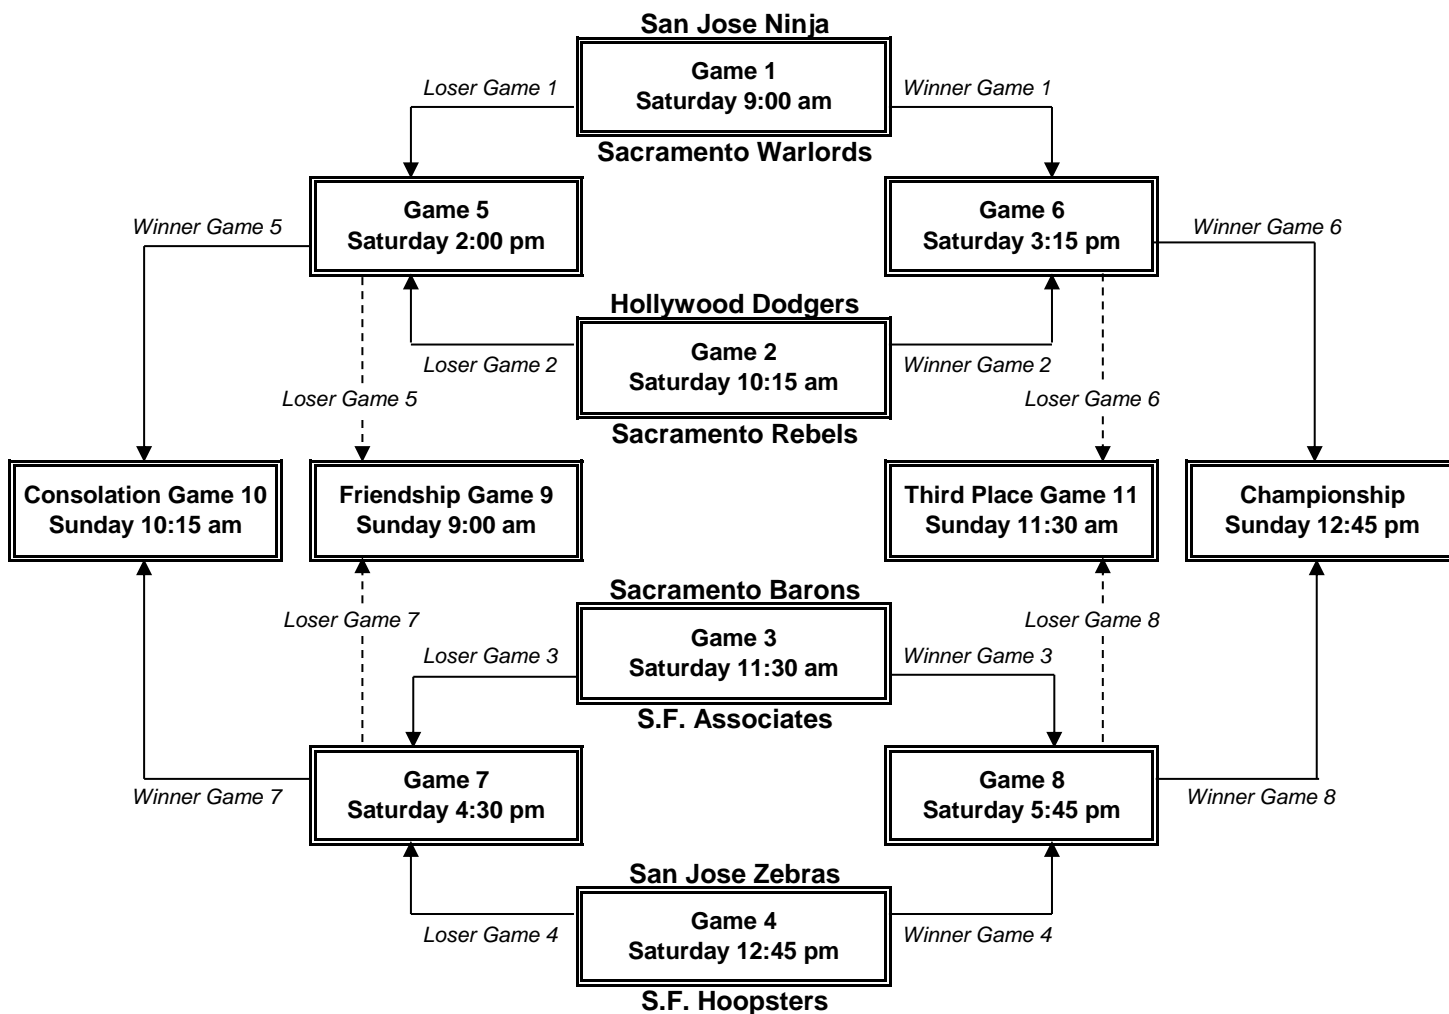 San Jose Ninja
Game 1
Saturday 9:00 am
Loser Game 1
Winner Game 1
Sacramento Warlords
Game 5
Saturday 2:00 pm
Game 6
Saturday 3:15 pm
Winner Game 5
Winner Game 6
Hollywood Dodgers
Game 2
Saturday 10:15 am
Loser Game 2
Winner Game 2
Loser Game 5
Loser Game 6
Sacramento Rebels
Consolation Game 10
Sunday 10:15 am
Friendship Game 9
Sunday 9:00 am
Third Place Game 11
Sunday 11:30 am
Championship
Sunday 12:45 pm
Sacramento Barons
Loser Game 7
Loser Game 8
Game 3
Saturday 11:30 am
Loser Game 3
Winner Game 3
S.F. Associates
Game 7
Saturday 4:30 pm
Game 8
Saturday 5:45 pm
Winner Game 7
Winner Game 8
San Jose Zebras
Game 4
Saturday 12:45 pm
Loser Game 4
Winner Game 4
S.F. Hoopsters